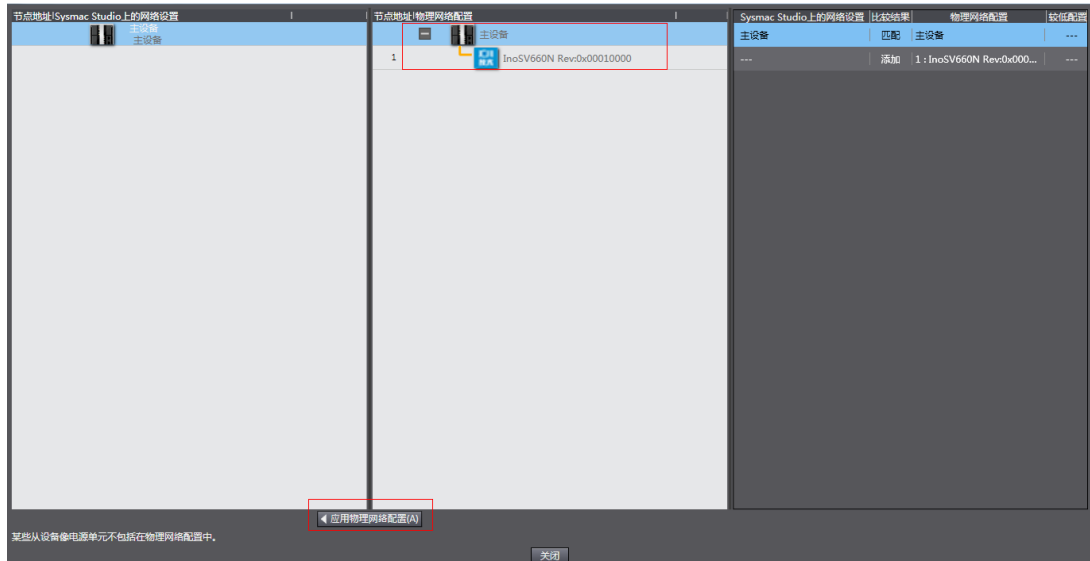 节点地址 Sysmac Studio上的网络设置
主设备
主设备
节点地址 物理网络配置
主设备
1 InoSV660N Rev:0x00010000
Sysmac Studio上的网络设置 比较结果 物理网络配置 较低配置
主设备 匹配 主设备 ---
--- 添加 1 : InoSV660N Rev:0x000... ---
应用物理网络配置(A)
某些从设备像电源单元不包括在物理网络配置中。
关闭